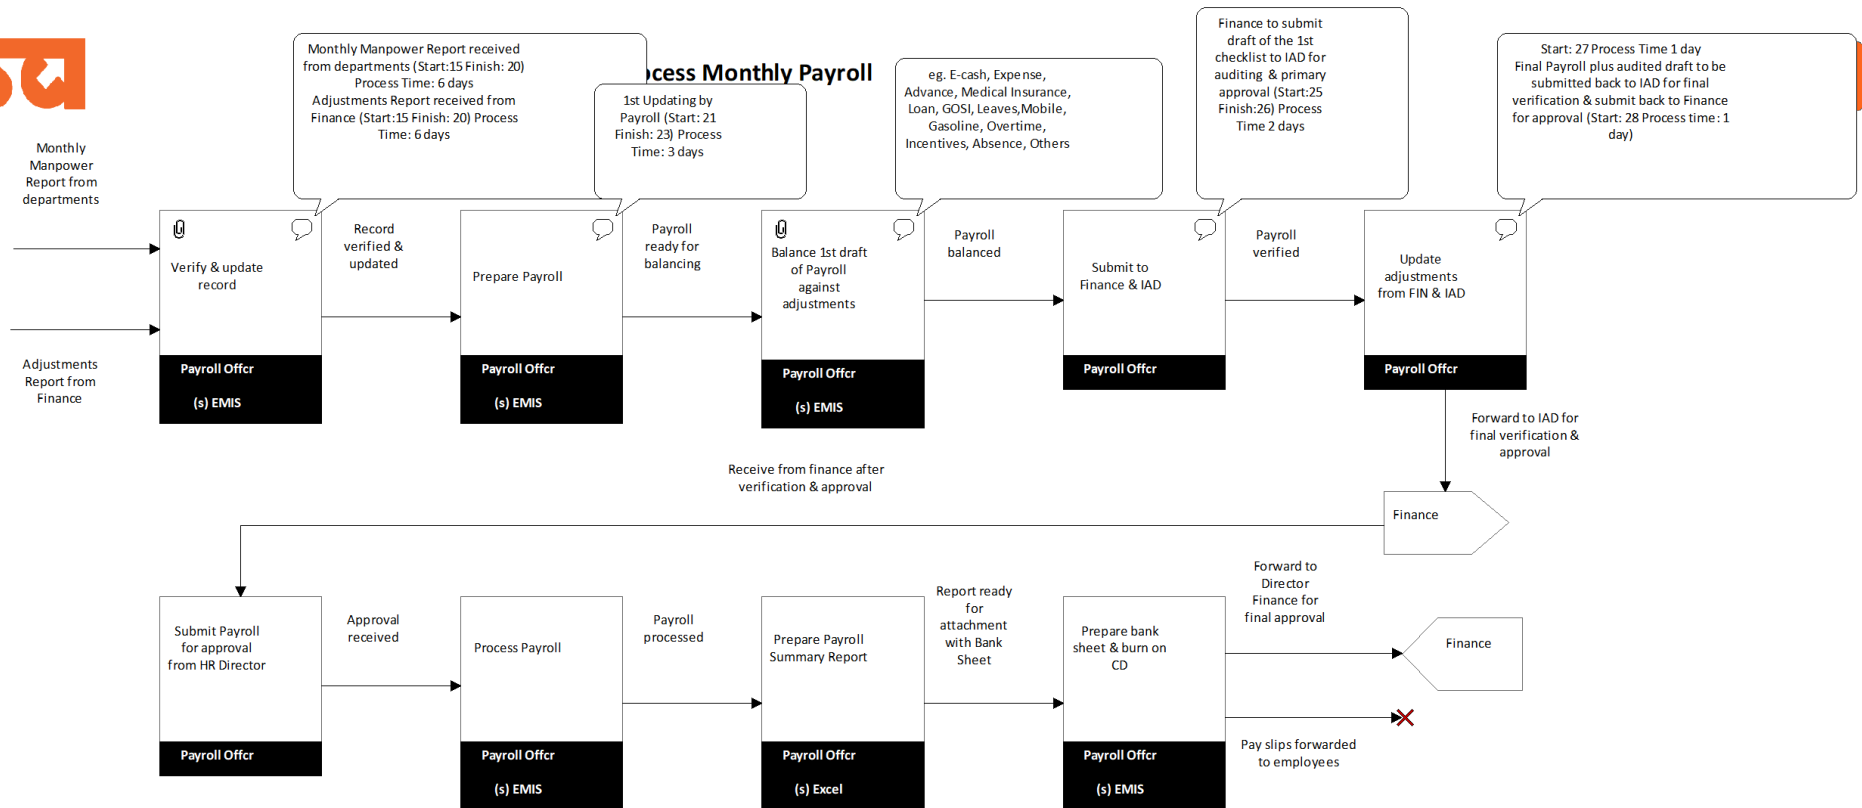 Monthly Manpower Report received
from departments (Start:15 Finish: 20)
Process Time: 6 days
Adjustments Report received from
Finance (Start:15 Finish: 20) Process
Time: 6 days
ocess Monthly Payroll
1st Updating by
Payroll (Start: 21
Finish: 23) Process
Time: 3 days
eg. E-cash, Expense,
Advance, Medical Insurance,
Loan, GOSI, Leaves,Mobile,
Gasoline, Overtime,
Incentives, Absence, Others
Finance to submit
draft of the 1st
checklist to IAD for
auditing & primary
approval (Start:25
Finish:26) Process
Time 2 days
Start: 27 Process Time 1 day
Final Payroll plus audited draft to be
submitted back to IAD for final
verification & submit back to Finance
for approval (Start: 28 Process time: 1
day)
Monthly
Manpower
Report from
departments
Adjustments
Report from
Finance
Verify & update
record
Payroll Offcr
(s) EMIS
Record
verified &
updated
Prepare Payroll
Payroll Offcr
(s) EMIS
Payroll
ready for
balancing
Balance 1st draft
of Payroll
against
adjustments
Payroll Offcr
(s) EMIS
Payroll
balanced
Submit to
Finance & IAD
Payroll Offcr
Payroll
verified
Update
adjustments
from FIN & IAD
Payroll Offcr
Forward to IAD for
final verification &
approval
Finance
Receive from finance after
verification & approval
Submit Payroll
for approval
from HR Director
Payroll Offcr
Approval
received
Process Payroll
Payroll Offcr
(s) EMIS
Payroll
processed
Prepare Payroll
Summary Report
Payroll Offcr
(s) Excel
Report ready
for
attachment
with Bank
Sheet
Prepare bank
sheet & burn on
CD
Payroll Offcr
(s) EMIS
Forward to
Director
Finance for
final approval
Finance
Pay slips forwarded
to employees